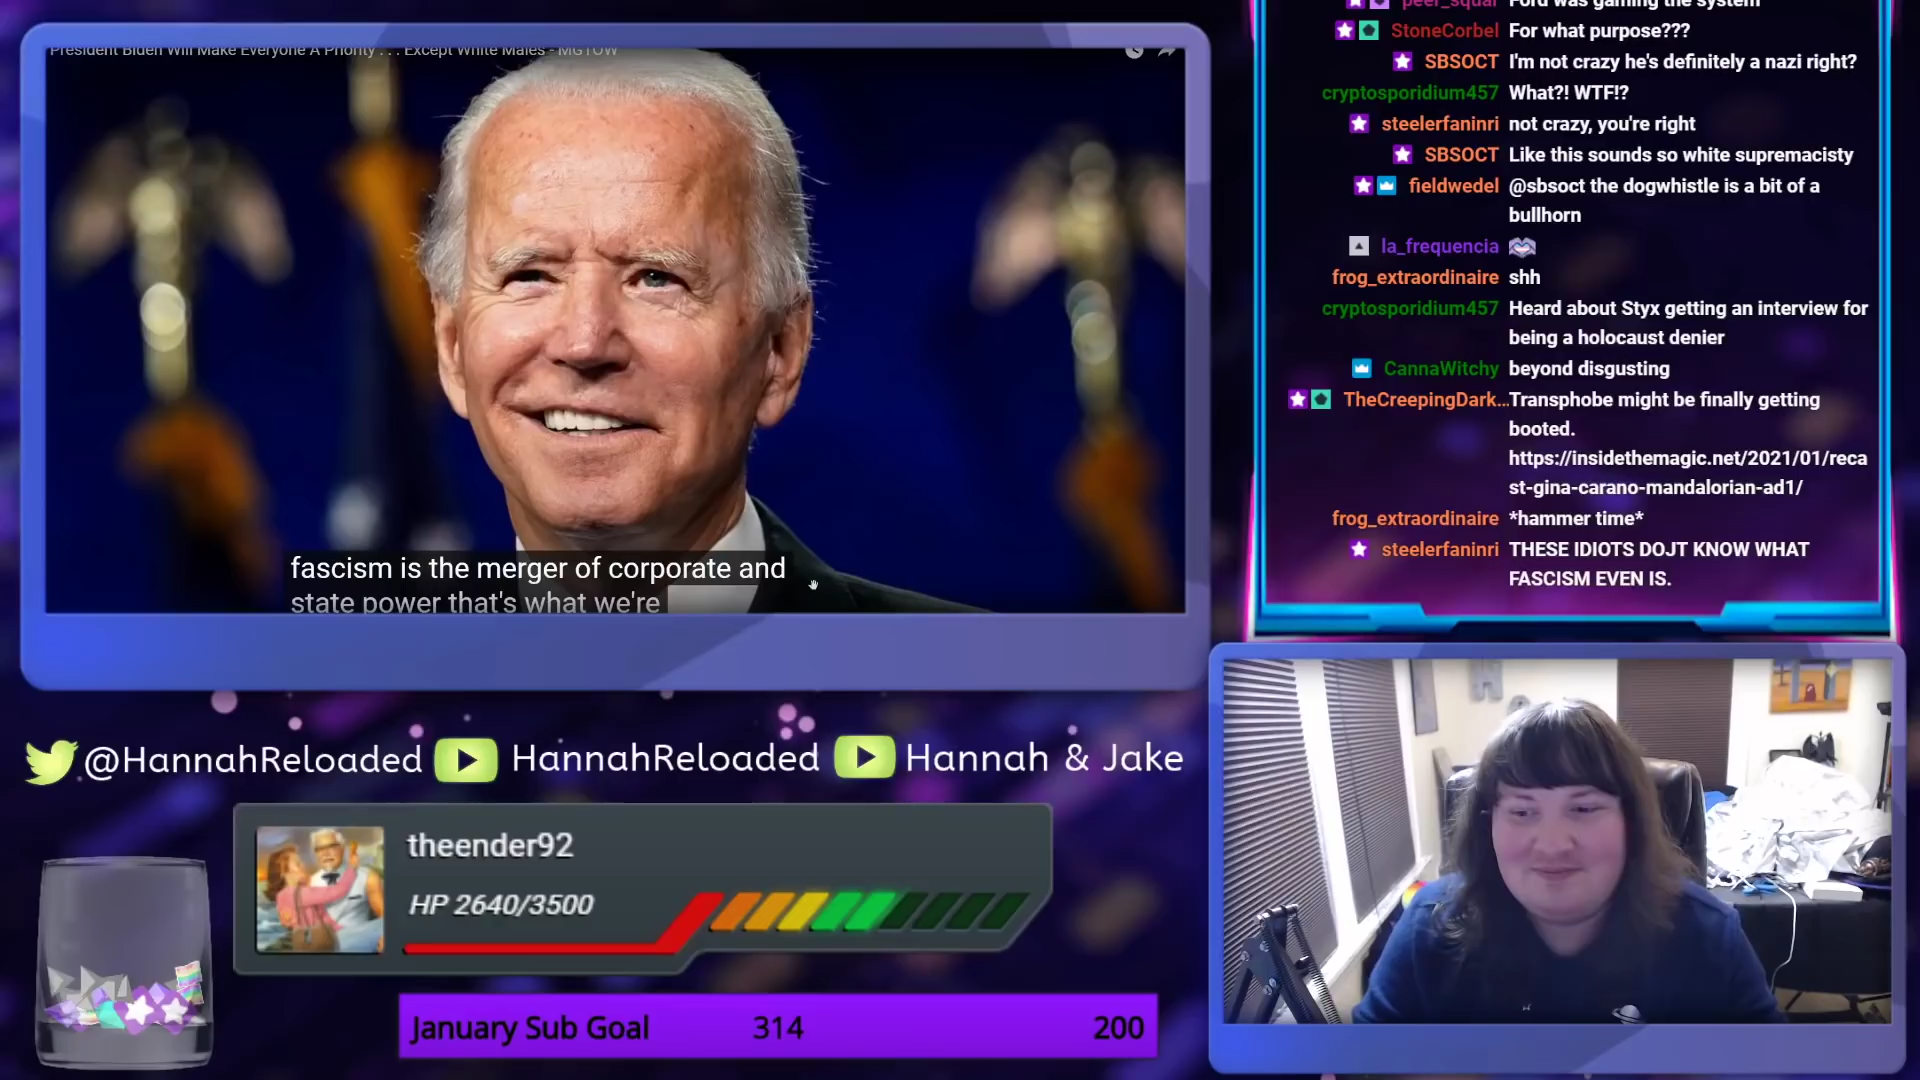 President Biden Will Make Everyone A Priority . . . Except White Males - MGTOW
fascism is the merger of corporate and
state power that's what we're
peer_squal Ford was gaming the system
StoneCorbel For what purpose???
SBSOCT I'm not crazy he's definitely a nazi right?
cryptosporidium457 What?! WTF!?
steelerfaninri not crazy, you're right
SBSOCT Like this sounds so white supremacisty
fieldwedel @sbsoct the dogwhistle is a bit of a
bullhorn
la_frequencia
frog_extraordinaire shh
cryptosporidium457 Heard about Styx getting an interview for
being a holocaust denier
CannaWitchy beyond disgusting
TheCreepingDark... Transphobe might be finally getting
booted.
https://insidethemagic.net/2021/01/reca
st-gina-carano-mandalorian-ad1/
frog_extraordinaire *hammer time*
steelerfaninri THESE IDIOTS DOJT KNOW WHAT
FASCISM EVEN IS.
@HannahReloaded HannahReloaded Hannah & Jake
theender92
HP 2640/3500
January Sub Goal 314 200